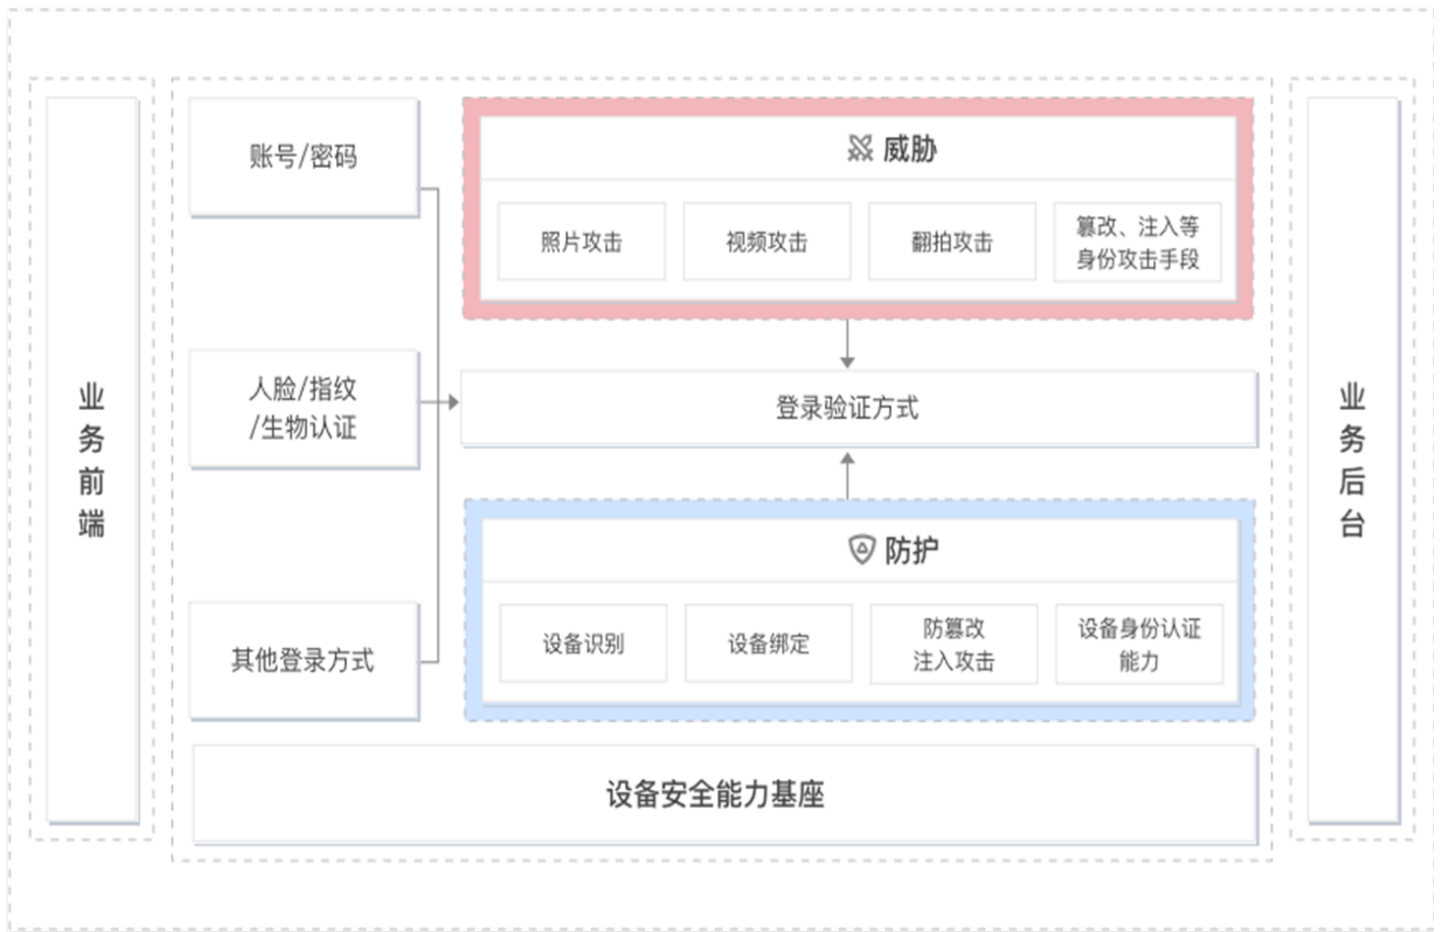 业务前端
账号/密码
人脸/指纹
/生物认证
其他登录方式
威胁
照片攻击
视频攻击
翻拍攻击
篡改、注入等
身份攻击手段
登录验证方式
防护
设备识别
设备绑定
防篡改
注入攻击
设备身份认证
能力
设备安全能力基座
业务后台